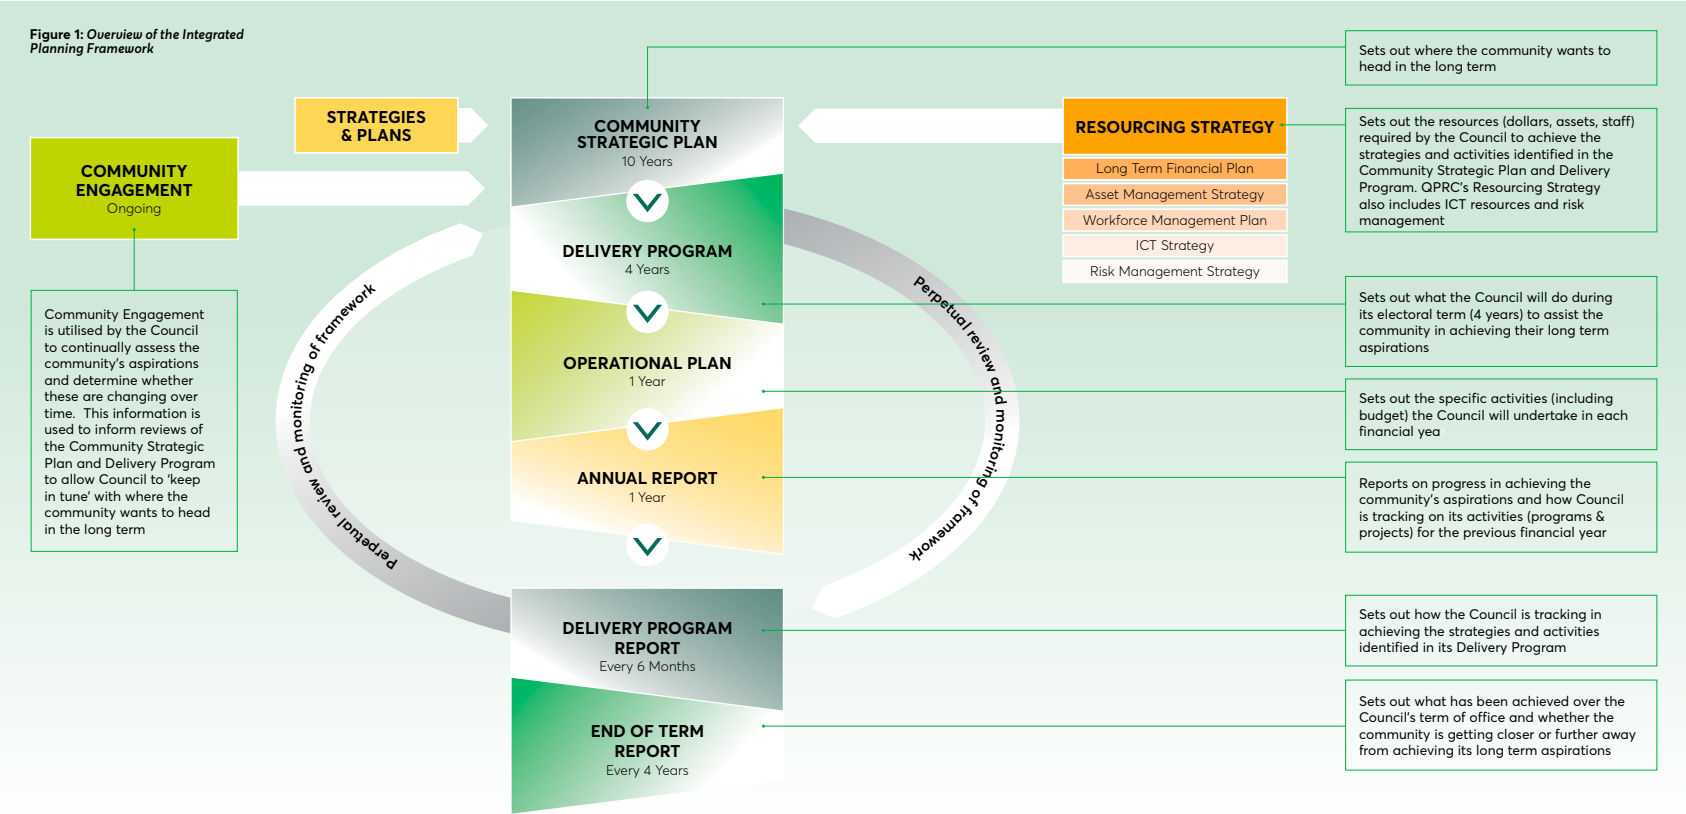 Figure 1: Overview of the Integrated
Planning Framework
STRATEGIES
& PLANS
COMMUNITY
ENGAGEMENT
Ongoing
Community Engagement
is utilised by the Council
to continually assess the
community's aspirations
and determine whether
these are changing over
time. This information is
used to inform reviews of
the Community Strategic
Plan and Delivery Program
to allow Council to 'keep
in tune' with where the
community wants to head
in the long term
Perpetual review and monitoring of framework
COMMUNITY
STRATEGIC PLAN
10 Years
DELIVERY PROGRAM
4 Years
OPERATIONAL PLAN
1 Year
ANNUAL REPORT
1 Year
DELIVERY PROGRAM
REPORT
Every 6 Months
END OF TERM
REPORT
Every 4 Years
Perpetual review and monitoring of framework
RESOURCING STRATEGY
Long Term Financial Plan
Asset Management Strategy
Workforce Management Plan
ICT Strategy
Risk Management Strategy
Sets out where the community wants to
head in the long term
Sets out the resources (dollars, assets, staff)
required by the Council to achieve the
strategies and activities identified in the
Community Strategic Plan and Delivery
Program. QPRC's Resourcing Strategy
also includes ICT resources and risk
management
Sets out what the Council will do during
its electoral term (4 years) to assist the
community in achieving their long term
aspirations
Sets out the specific activities (including
budget) the Council will undertake in each
financial yea
Reports on progress in achieving the
community's aspirations and how Council
is tracking on its activities (programs &
projects) for the previous financial year
Sets out how the Council is tracking in
achieving the strategies and activities
identified in its Delivery Program
Sets out what has been achieved over the
Council's term of office and whether the
community is getting closer or further away
from achieving its long term aspirations